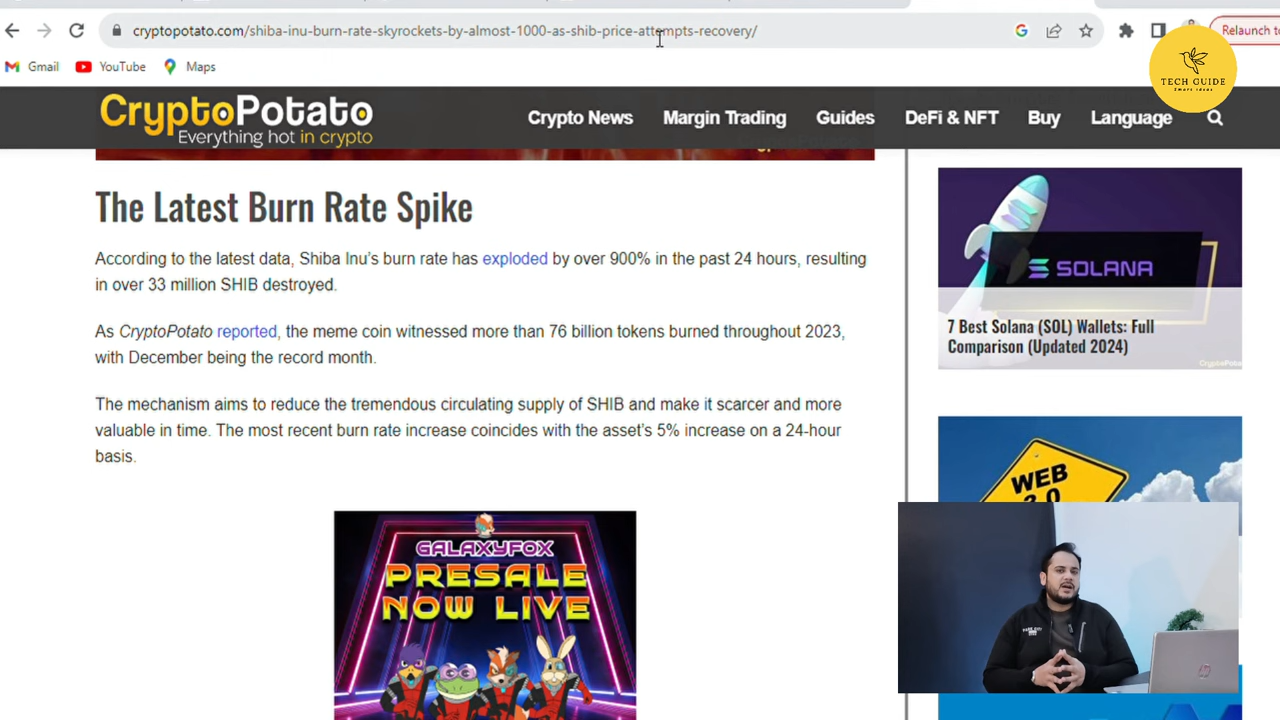 cryptopotato.com/shiba-inu-burn-rate-skyrockets-by-almost-1000-as-shib-price-attempts-recovery/
Relaunch to
Gmail YouTube Maps
TECH GUIDE
Smart ideas
CryptoPotato
Everything hot in crypto
Crypto News Margin Trading Guides DeFi & NFT Buy Language
The Latest Burn Rate Spike
According to the latest data, Shiba Inu's burn rate has exploded by over 900% in the past 24 hours, resulting
in over 33 million SHIB destroyed.
As CryptoPotato reported, the meme coin witnessed more than 76 billion tokens burned throughout 2023,
with December being the record month.
The mechanism aims to reduce the tremendous circulating supply of SHIB and make it scarcer and more
valuable in time. The most recent burn rate increase coincides with the asset's 5% increase on a 24-hour
basis.
GALAXYFOX
PRESALE
NOW LIVE
SOLANA
7 Best Solana (SOL) Wallets: Full
Comparison (Updated 2024)
CryptoPota
WEB
3.0
hp